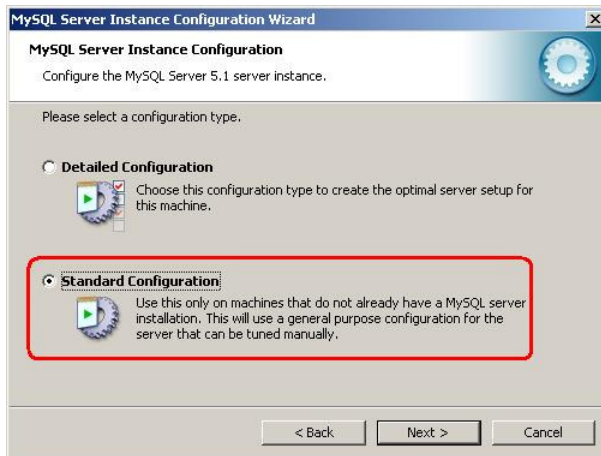 MySQL Server Instance Configuration Wizard
MySQL Server Instance Configuration
Configure the MySQL Server 5.1 server instance.
Please select a configuration type.
Detailed Configuration
Choose this configuration type to create the optimal server setup for
this machine.
Standard Configuration
Use this only on machines that do not already have a MySQL server
installation. This will use a general purpose configuration for the
server that can be tuned manually.
< Back
Next >
Cancel